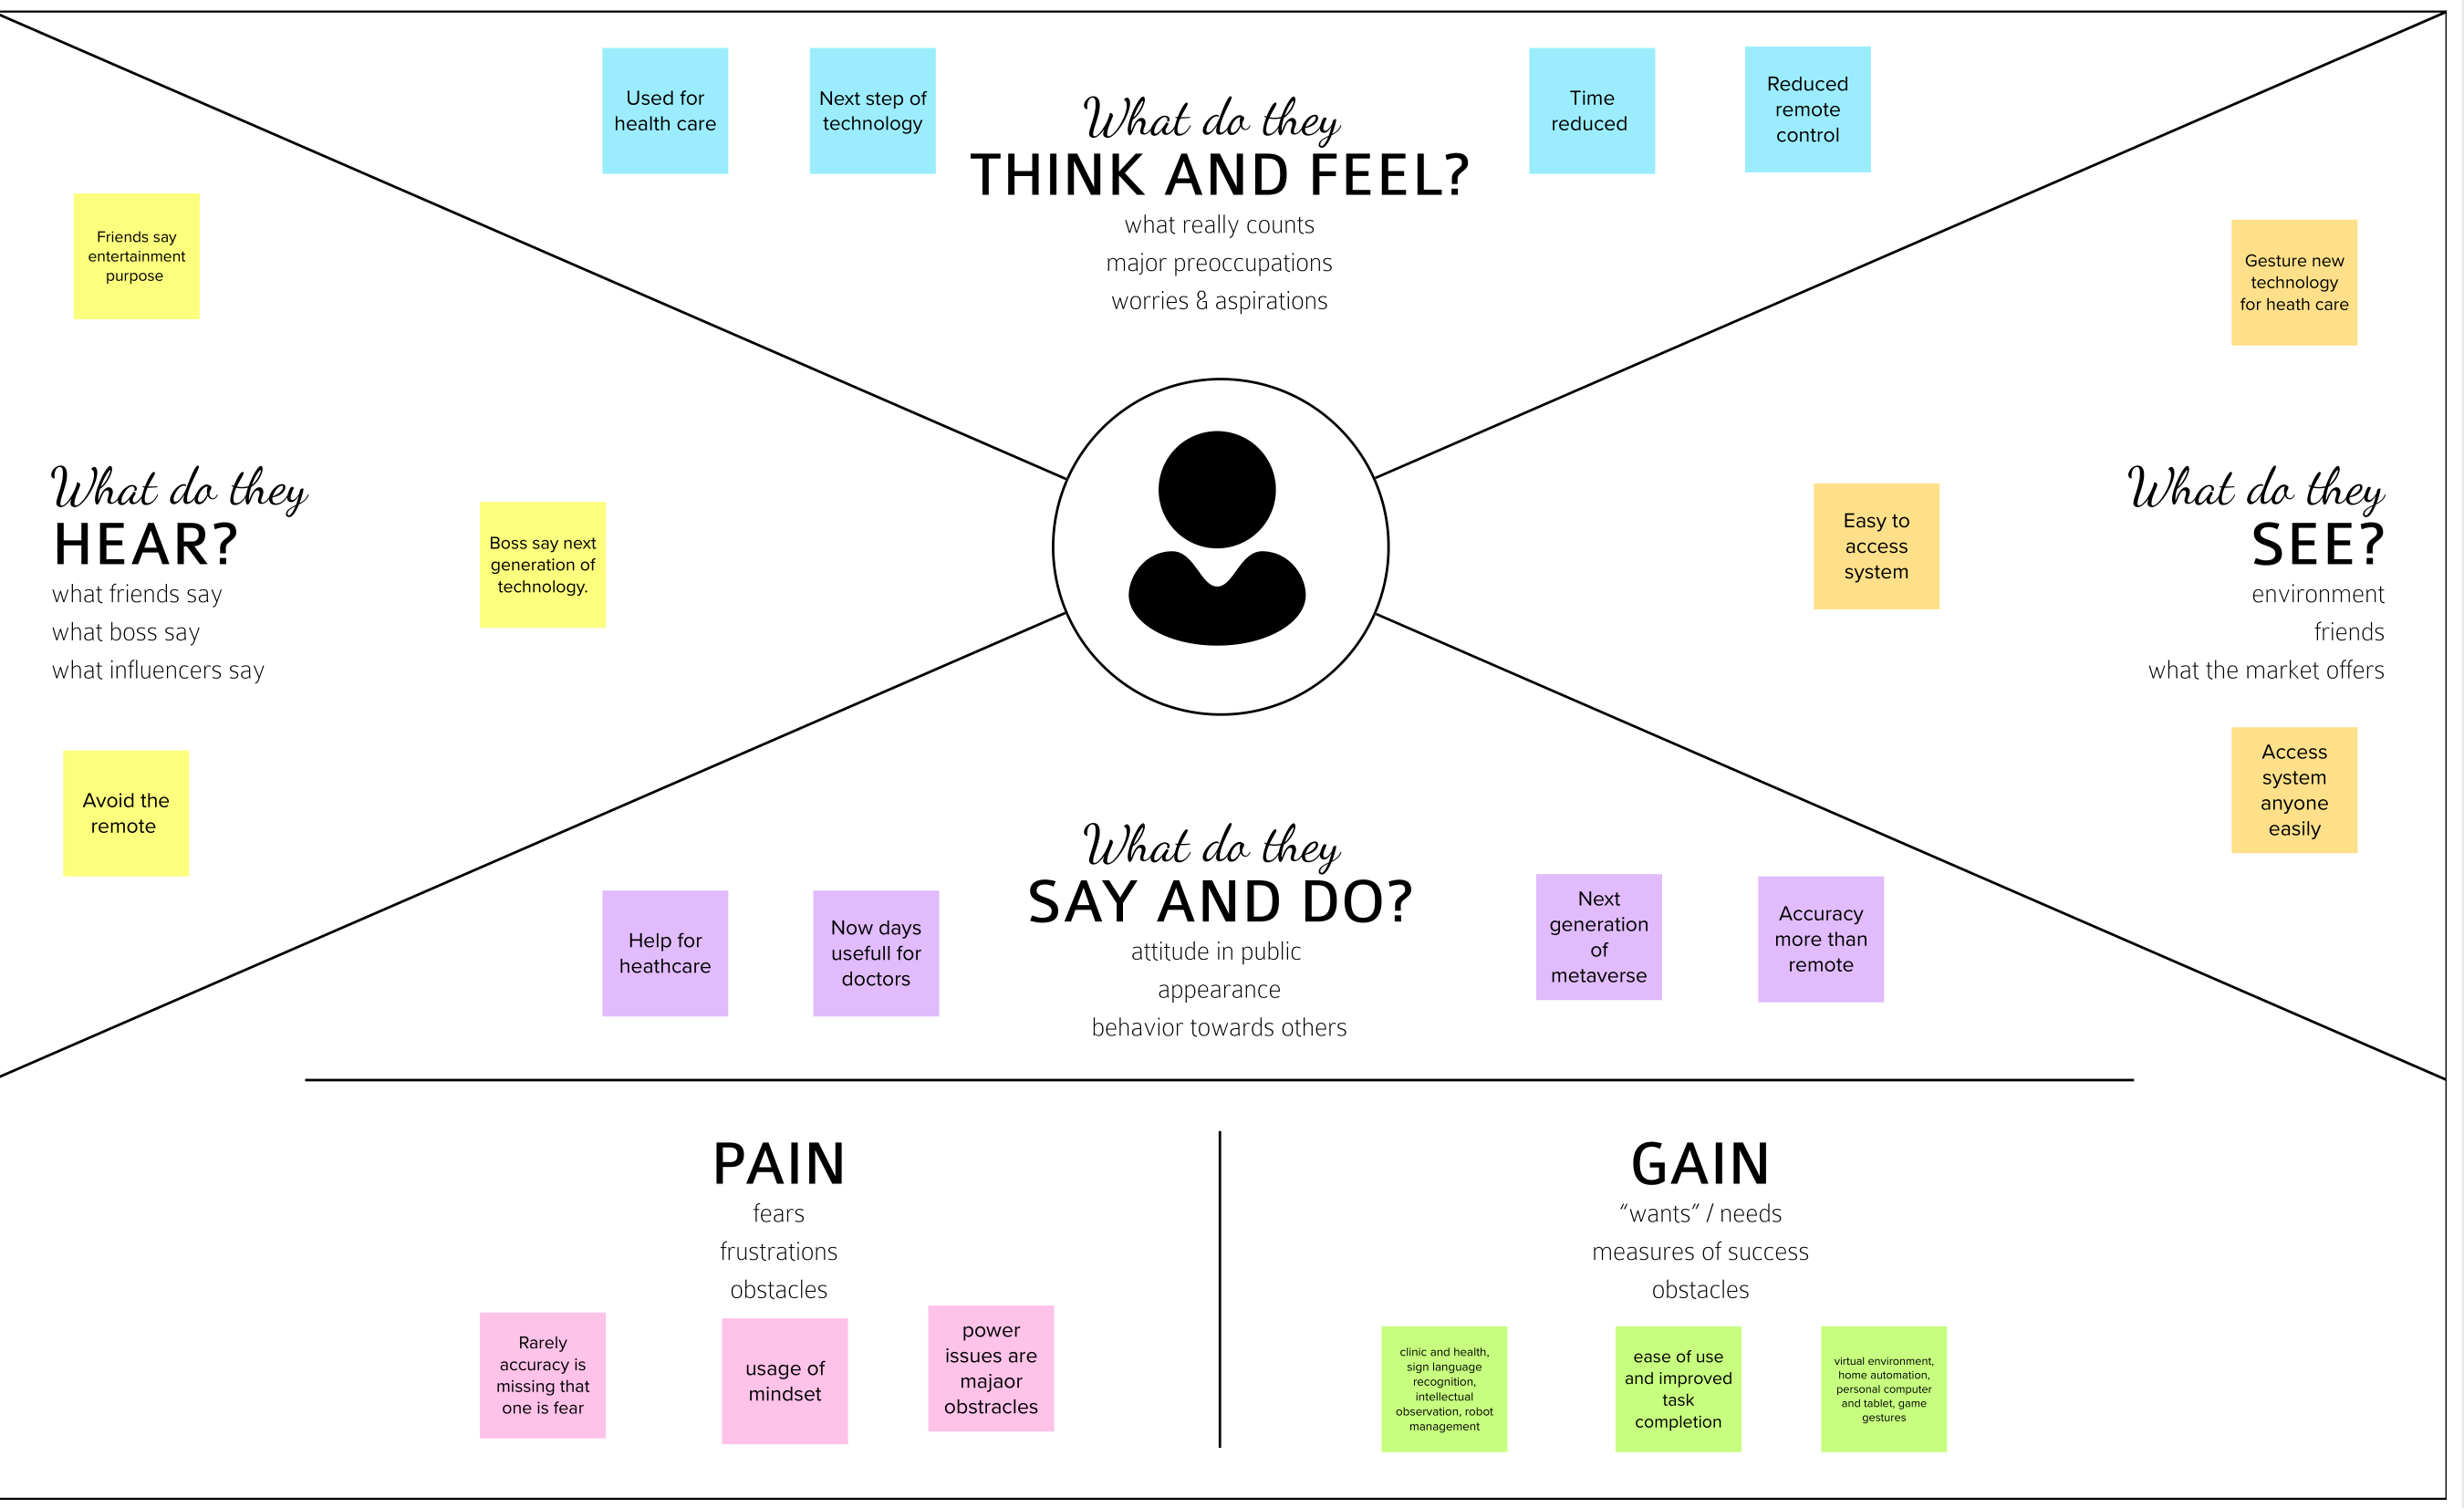 Used for
health care
Next step of
technology
What do they
THINK AND FEEL?
what really counts
major preoccupations
worries & aspirations
Time
reduced
Reduced
remote
control
Friends say
entertainment
purpose
What do they
HEAR?
what friends say
what boss say
what influencers say
Boss say next
generation of
technology.
Avoid the
remote
Gesture new
technology
for heath care
Easy to
access
system
What do they
SEE?
environment
friends
what the market offers
Access
system
anyone
easily
Help for
heathcare
Now days
usefull for
doctors
What do they
SAY AND DO?
attitude in public
appearance
behavior towards others
Next
generation
of
metaverse
Accuracy
more than
remote
PAIN
fears
frustrations
obstacles
Rarely
accuracy is
missing that
one is fear
usage of
mindset
power
issues are
majaor
obstracles
GAIN
“wants” / needs
measures of success
obstacles
clinic and health,
sign language
recognition,
intellectual
observation, robot
management
ease of use
and improved
task
completion
virtual environment,
home automation,
personal computer
and tablet, game
gestures